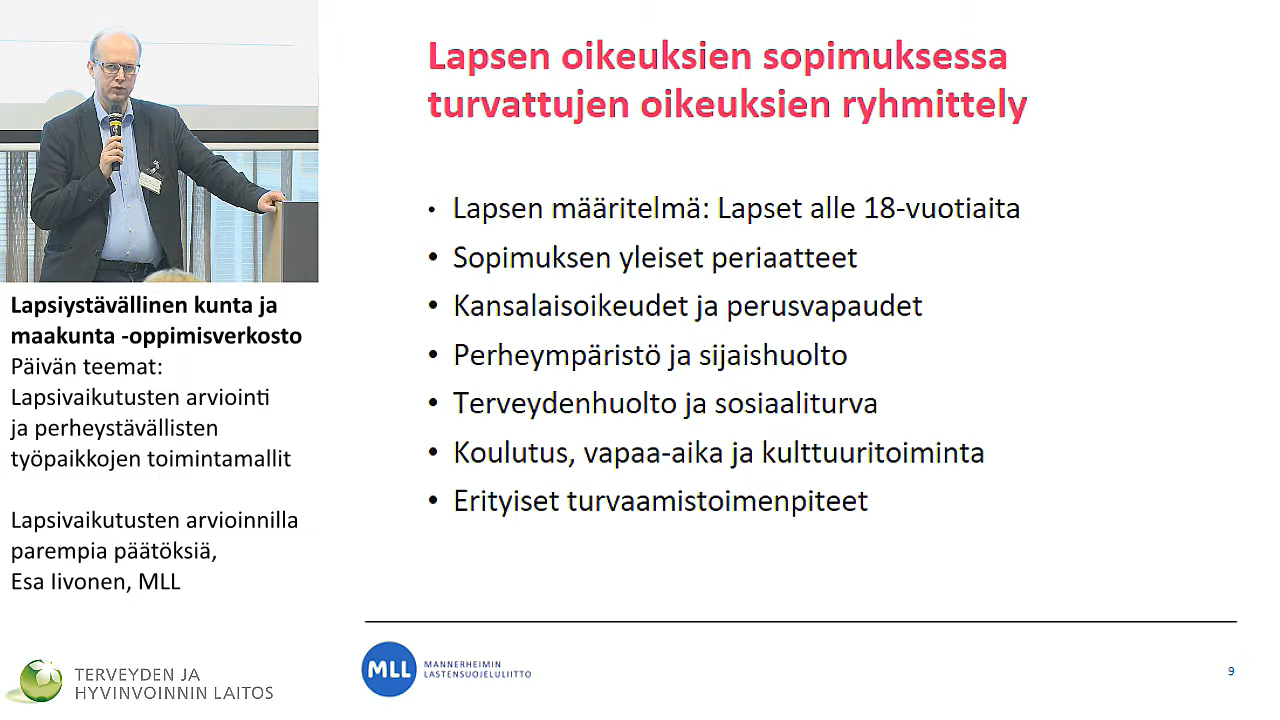 Lapsen oikeuksien sopimuksessa
turvattujen oikeuksien ryhmittely
• Lapsen määritelmä: Lapset alle 18-vuotiaita
• Sopimuksen yleiset periaatteet
• Kansalaisoikeudet ja perusvapaudet
• Perheympäristö ja sijaishuolto
• Terveydenhuolto ja sosiaaliturva
• Koulutus, vapaa-aika ja kulttuuritoiminta
• Erityiset turvaamistoimenpiteet
Lapsiystävällinen kunta ja
maakunta -oppimisverkosto
Päivän teemat:
Lapsivaikutusten arviointi
ja perheystävällisten
työpaikkojen toimintamallit
Lapsivaikutusten arvioinnilla
parempia päätöksiä,
Esa Iivonen, MLL
TERVEYDEN JA
HYVINVOINNIN LAITOS
MLL
MANNERHEIMIN
LASTENSUOJELULIITTO
9